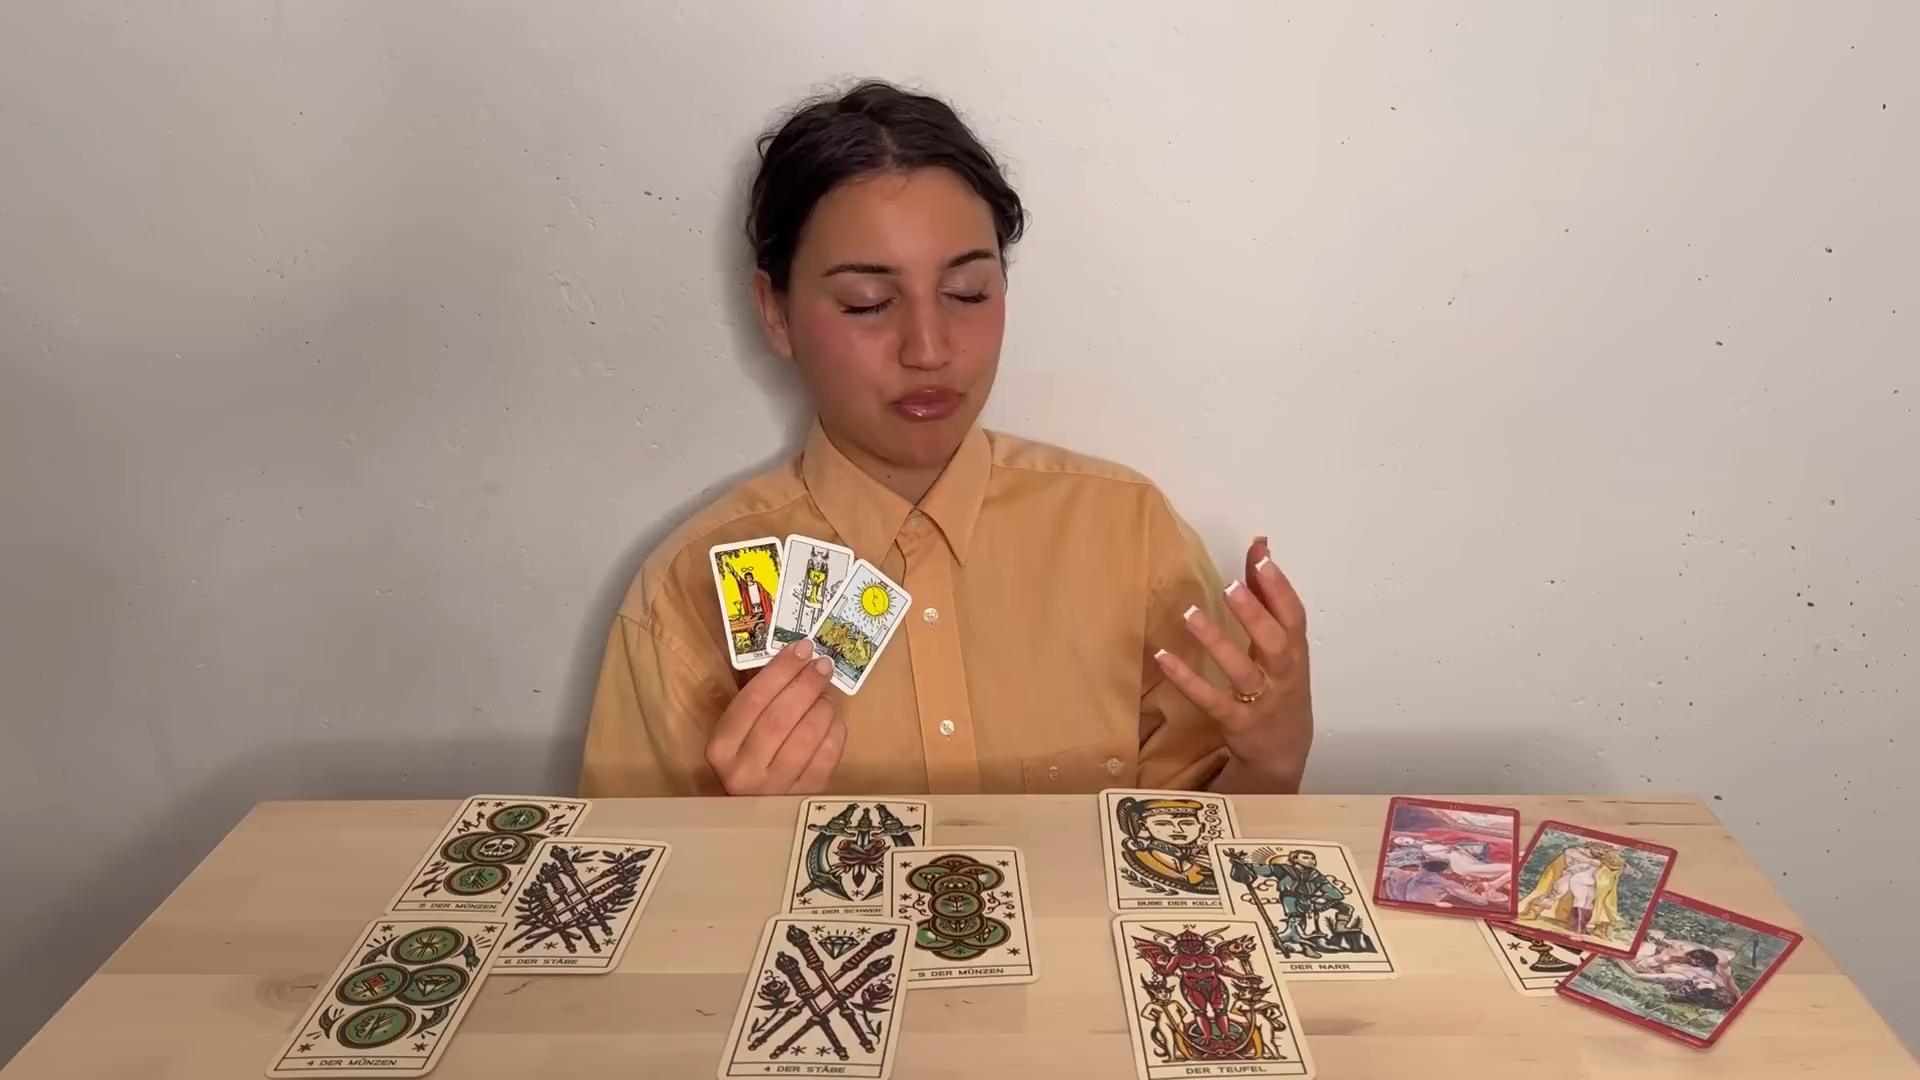 5 DER MÜNZEN
6 DER STÄBE
4 DER MÜNZEN
5 DER SCHWER
9 DER MÜNZEN
4 DER STÄBE
BUBE DER KELC
DER NARR
XV
DER TEUFEL